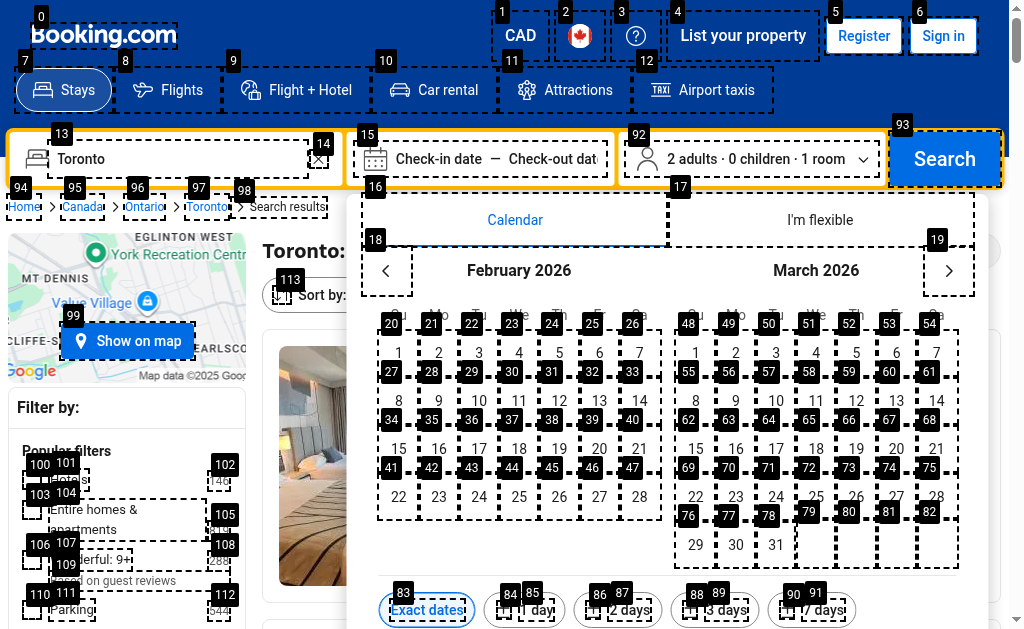 0 1 2 3 4 5 6
Booking.com CAD List your property Register Sign in
7 8 9 10 11 12
Stays Flights Flight + Hotel Car rental Attractions Airport taxis
13 14 15 92 93
Toronto Check-in date — Check-out dat 2 adults · 0 children · 1 room Search
94 95 96 97 98 16 17
Home Canada Ontario Toronto Search results
Calendar I'm flexible
EGLINTON WEST
York Recreation Centr
MT DENNIS
Value Village
99
Show on map
CLIFFE-S
EARLSCO
Google Map data ©2025 Goog
Toronto:
113
Sort by:
18 19
February 2026 March 2026
Su Mo Tu We Th Fr Sa Su Mo Tu We Th Fr Sa
20 21 22 23 24 25 26 48 49 50 51 52 53 54
1 2 3 4 5 6 7 1 2 3 4 5 6 7
27 28 29 30 31 32 33 55 56 57 58 59 60 61
8 9 10 11 12 13 14 8 9 10 11 12 13 14
34 35 36 37 38 39 40 62 63 64 65 66 67 68
15 16 17 18 19 20 21 15 16 17 18 19 20 21
41 42 43 44 45 46 47 69 70 71 72 73 74 75
22 23 24 25 26 27 28 22 23 24 25 26 27 28
76 77 78 79 80 81 82
29 30 31
83 84 85 86 87 88 89 90 91
Exact dates 1 day 2 days 3 days 7 days
Filter by:
Popular filters
100 101 102
Hotels 146
103 104
Entire homes &
apartments
105
819
106 107 108
derful: 9+ 288
109
Based on guest reviews
110 111 112
Parking 544